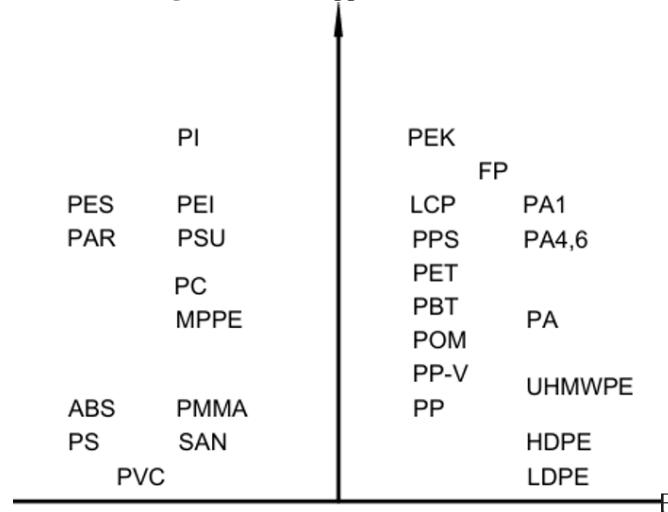 PI PEK
FP
PES PEI LCP PA1
PAR PSU PPS PA4,6
PET
PC
PBT
MPPE PA
POM
PP-V
UHMWPE
ABS PMMA PP
PS SAN HDPE
PVC LDPE